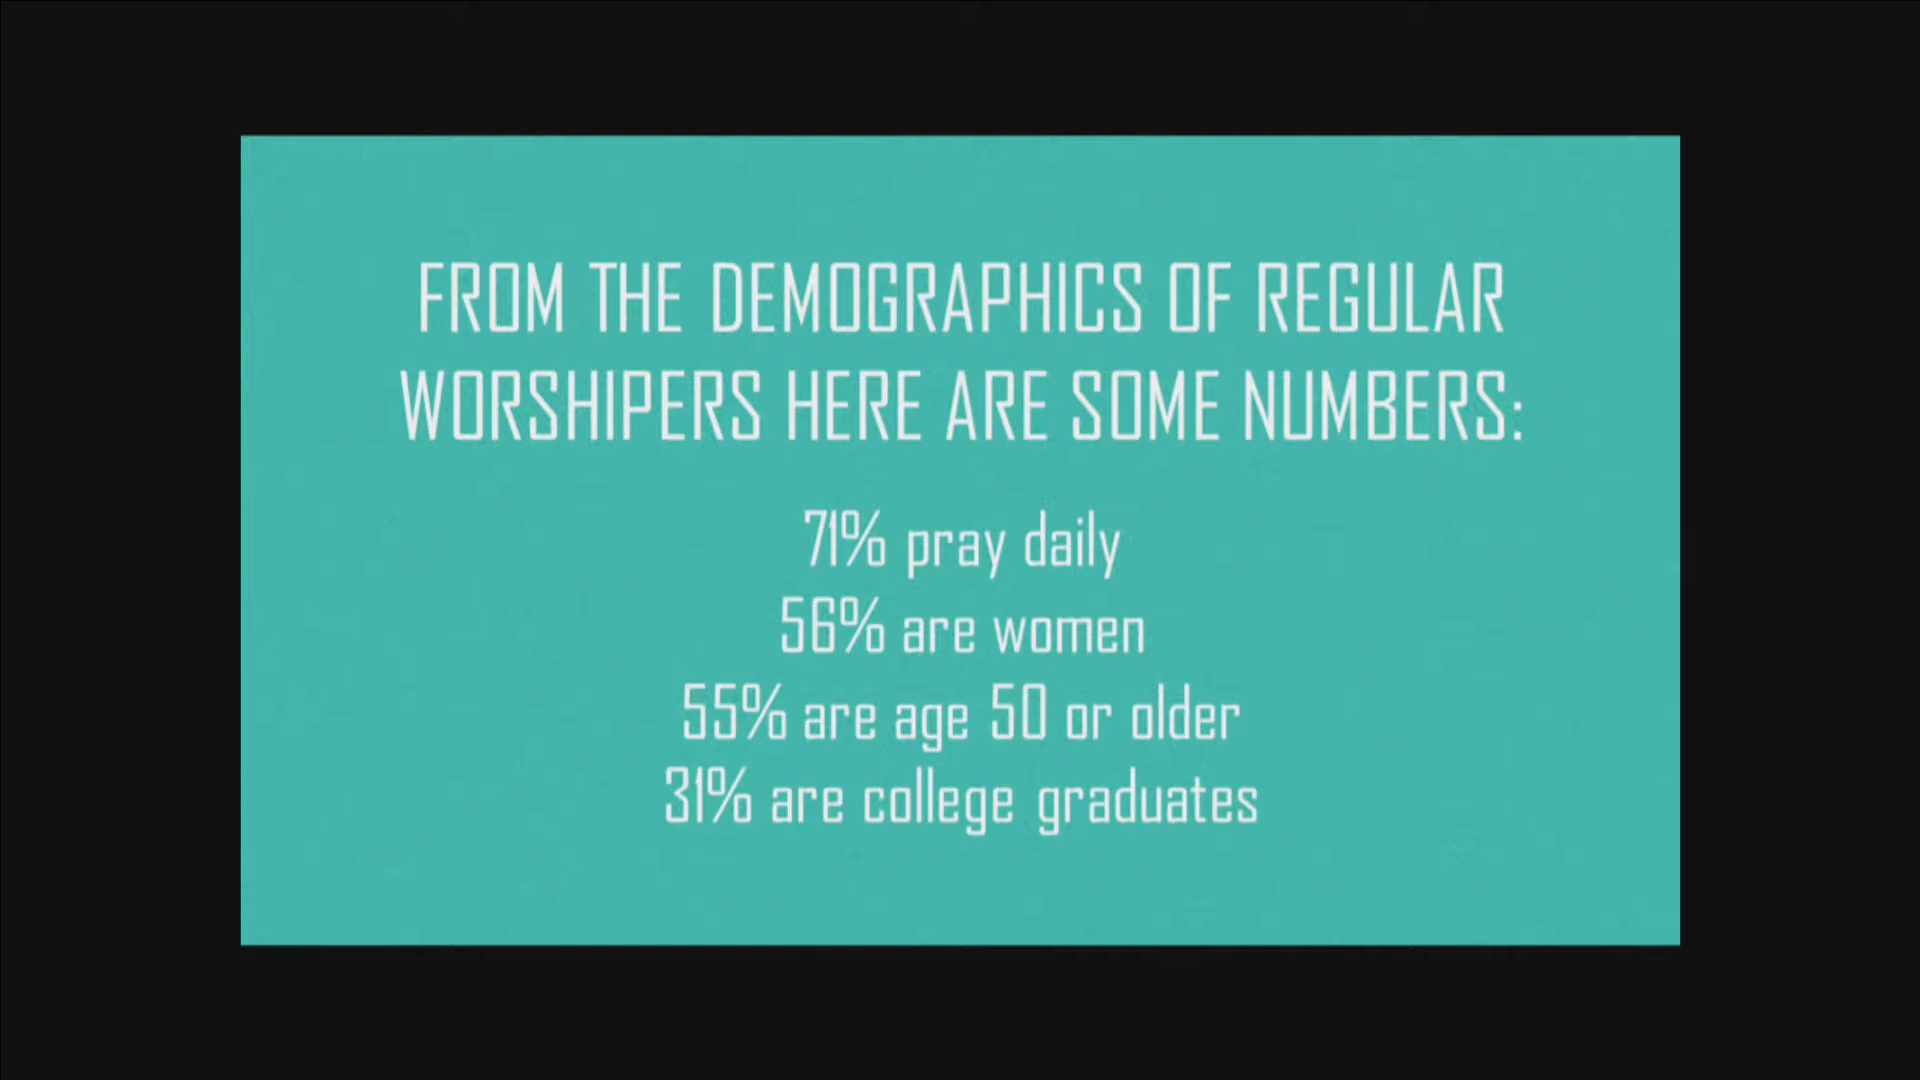 FROM THE DEMOGRAPHICS OF REGULAR
WORSHIPERS HERE ARE SOME NUMBERS:
71% pray daily
56% are women
55% are age 50 or older
31% are college graduates